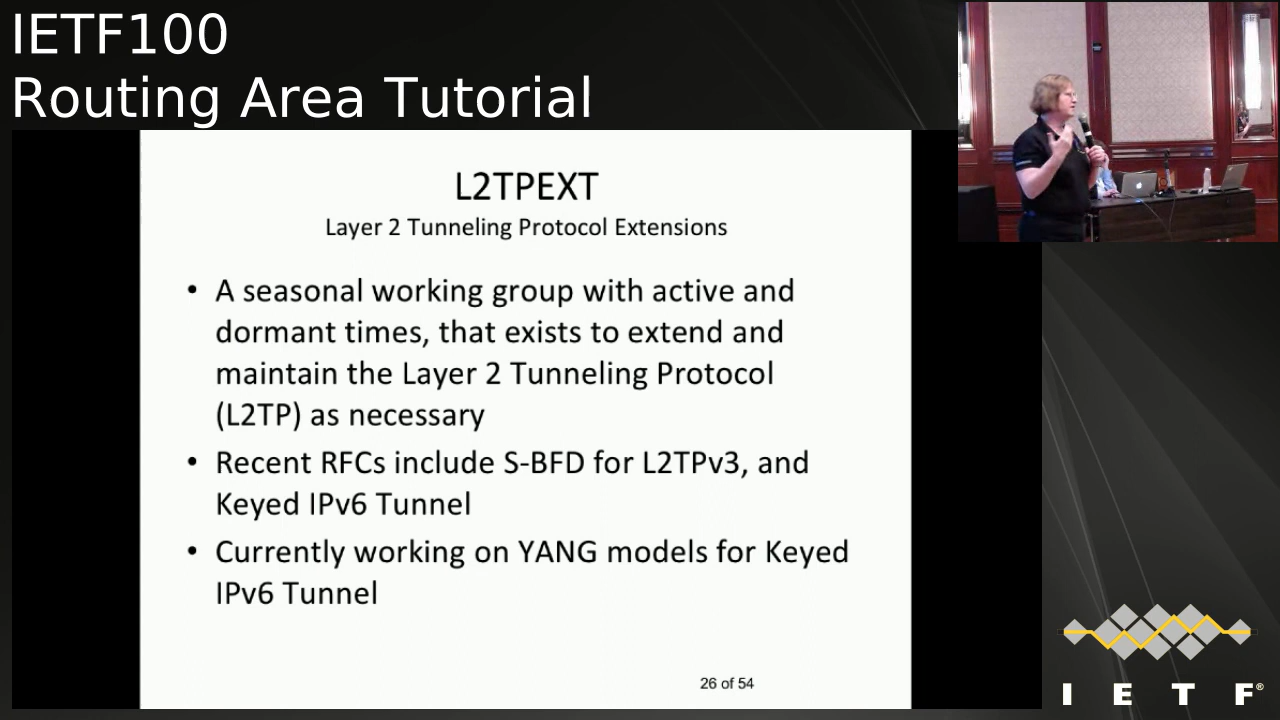 IETF100
Routing Area Tutorial
L2TPEXT
Layer 2 Tunneling Protocol Extensions
• A seasonal working group with active and
dormant times, that exists to extend and
maintain the Layer 2 Tunneling Protocol
(L2TP) as necessary
• Recent RFCs include S-BFD for L2TPv3, and
Keyed IPv6 Tunnel
• Currently working on YANG models for Keyed
IPv6 Tunnel
26 of 54
I E T F®